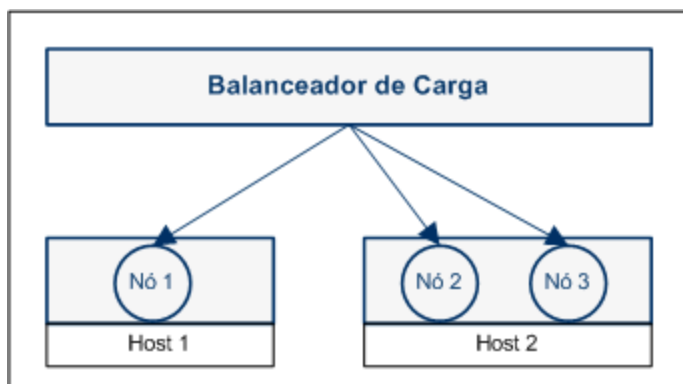 Balanceador de Carga
Nó 1
Nó 2
Nó 3
Host 1
Host 2